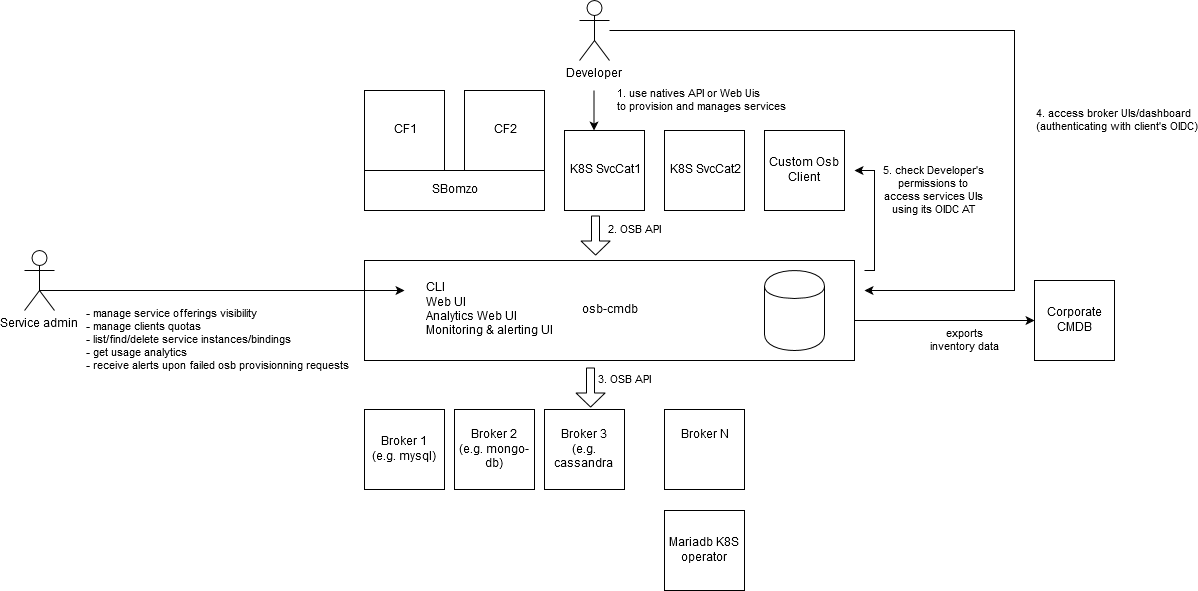 Developer
1. use natives API or Web Uis
to provision and manages services
4. access broker UIs/dashboard
(authenticating with client's OIDC)
CF1
CF2
SBomzo
K8S SvcCat1
K8S SvcCat2
Custom Osb
Client
5. check Developer's
permissions to
access services UIs
using its OIDC AT
2. OSB API
Service admin
- manage service offerings visibility
- manage clients quotas
- list/find/delete service instances/bindings
- get usage analytics
- receive alerts upon failed osb provisionning requests
CLI
Web UI
Analytics Web UI
Monitoring & alerting UI
osb-cmdb
exports
inventory data
Corporate
CMDB
3. OSB API
Broker 1
(e.g. mysql)
Broker 2
(e.g. mongo-
db)
Broker 3
(e.g.
cassandra
Broker N
Mariadb K8S
operator